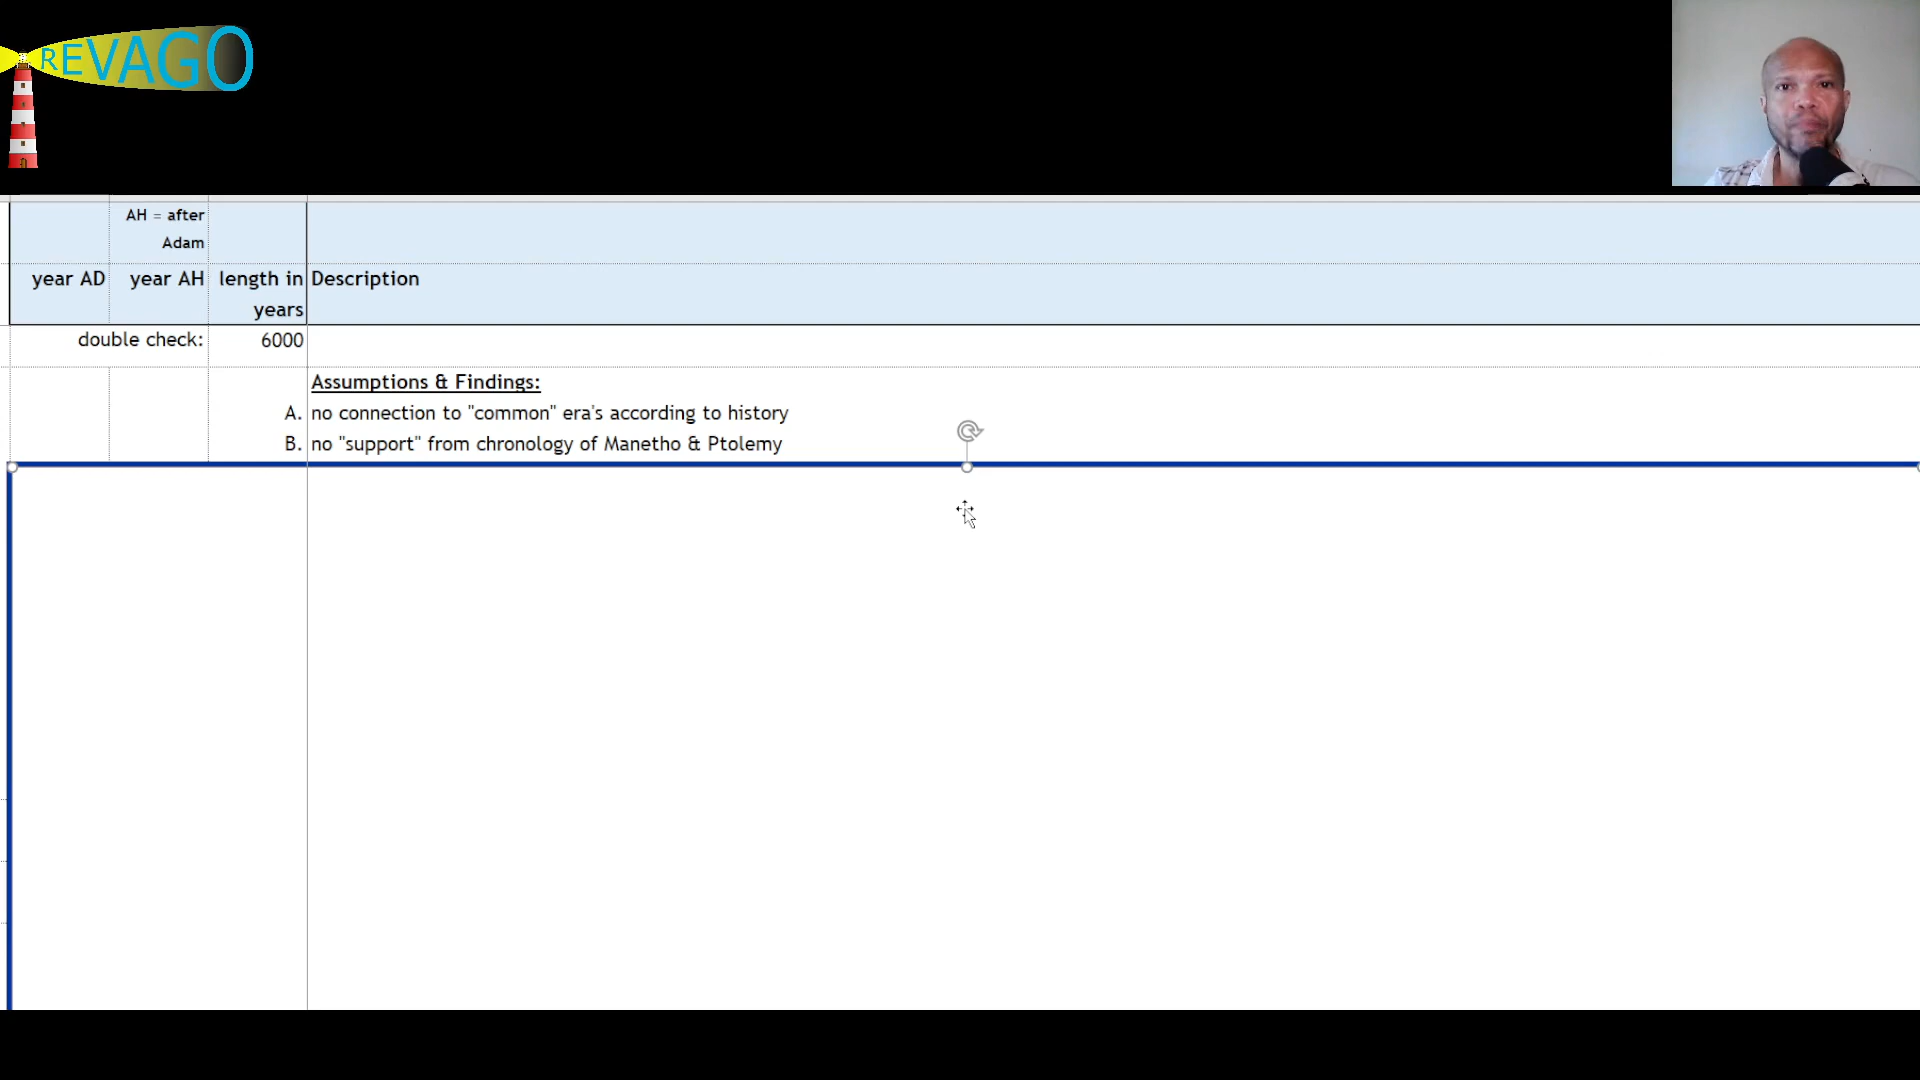 REVAGO
AH = after
Adam
year AD year AH length in Description
years
double check: 6000
Assumptions & Findings:
A. no connection to "common" era's according to history
B. no "support" from chronology of Manetho & Ptolemy